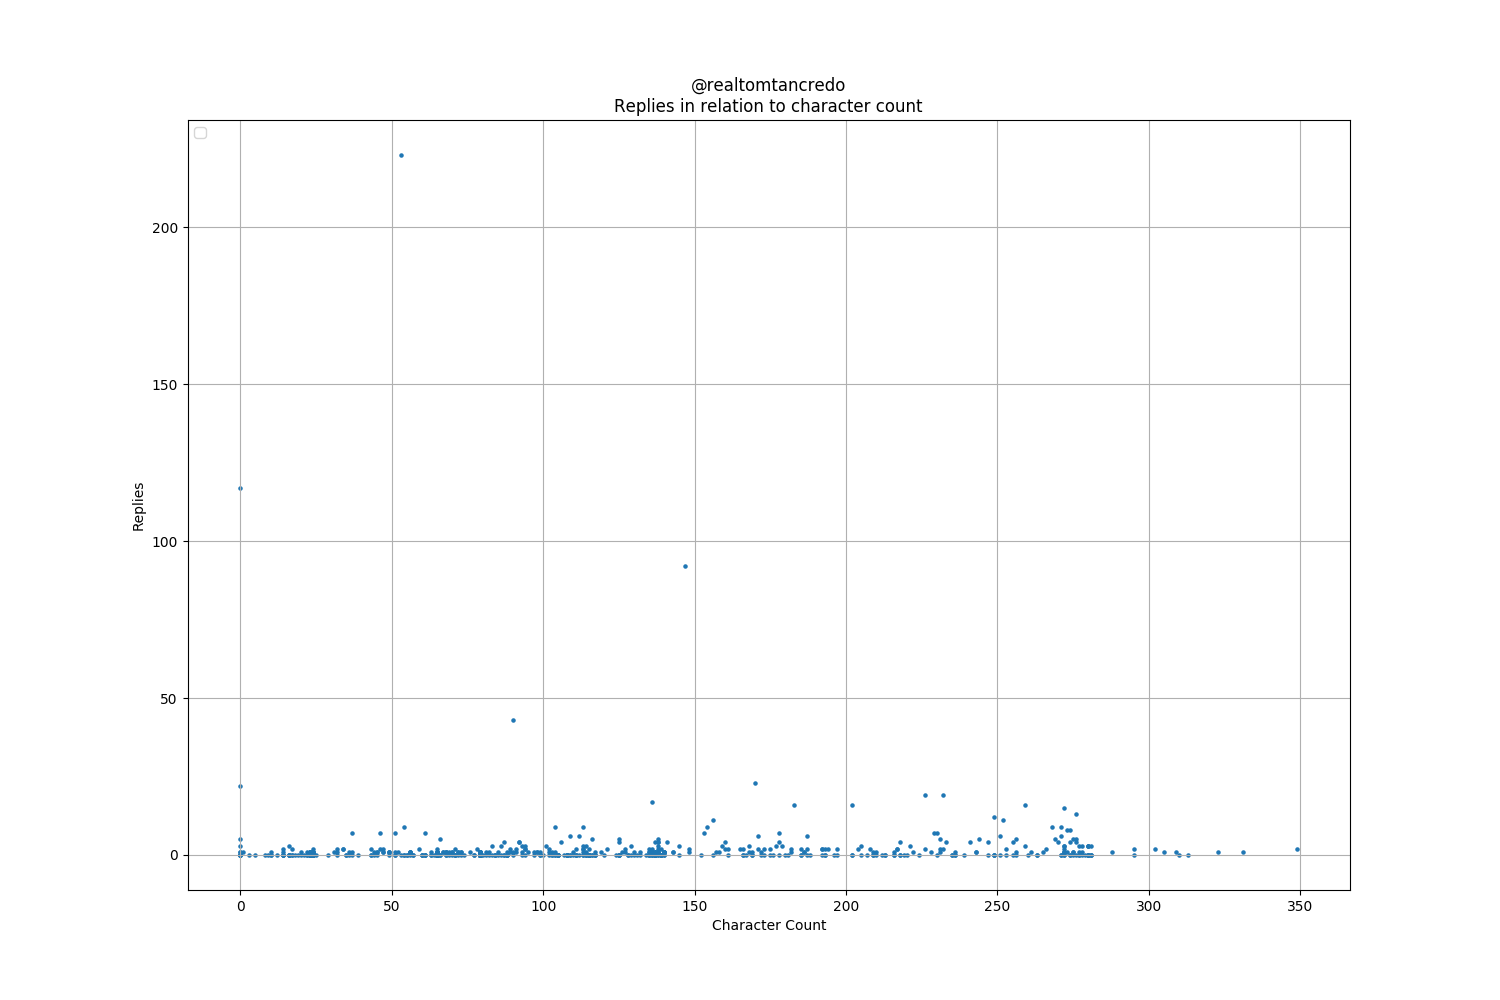 @realtomtancredo
Replies in relation to character count
200
150
100
50
0
Replies
0 50 100 150 200 250 300 350
Character Count